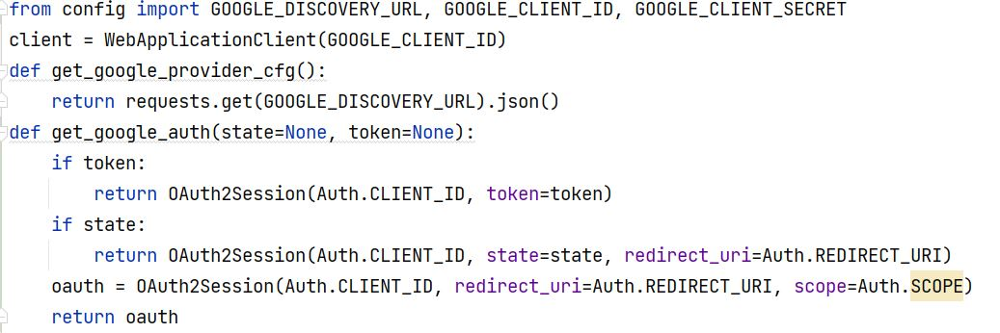 from config import GOOGLE_DISCOVERY_URL, GOOGLE_CLIENT_ID, GOOGLE_CLIENT_SECRET
client = WebApplicationClient(GOOGLE_CLIENT_ID)
def get_google_provider_cfg():
    return requests.get(GOOGLE_DISCOVERY_URL).json()
def get_google_auth(state=None, token=None):
    if token:
        return OAuth2Session(Auth.CLIENT_ID, token=token)
    if state:
        return OAuth2Session(Auth.CLIENT_ID, state=state, redirect_uri=Auth.REDIRECT_URI)
    oauth = OAuth2Session(Auth.CLIENT_ID, redirect_uri=Auth.REDIRECT_URI, scope=Auth.SCOPE)
    return oauth